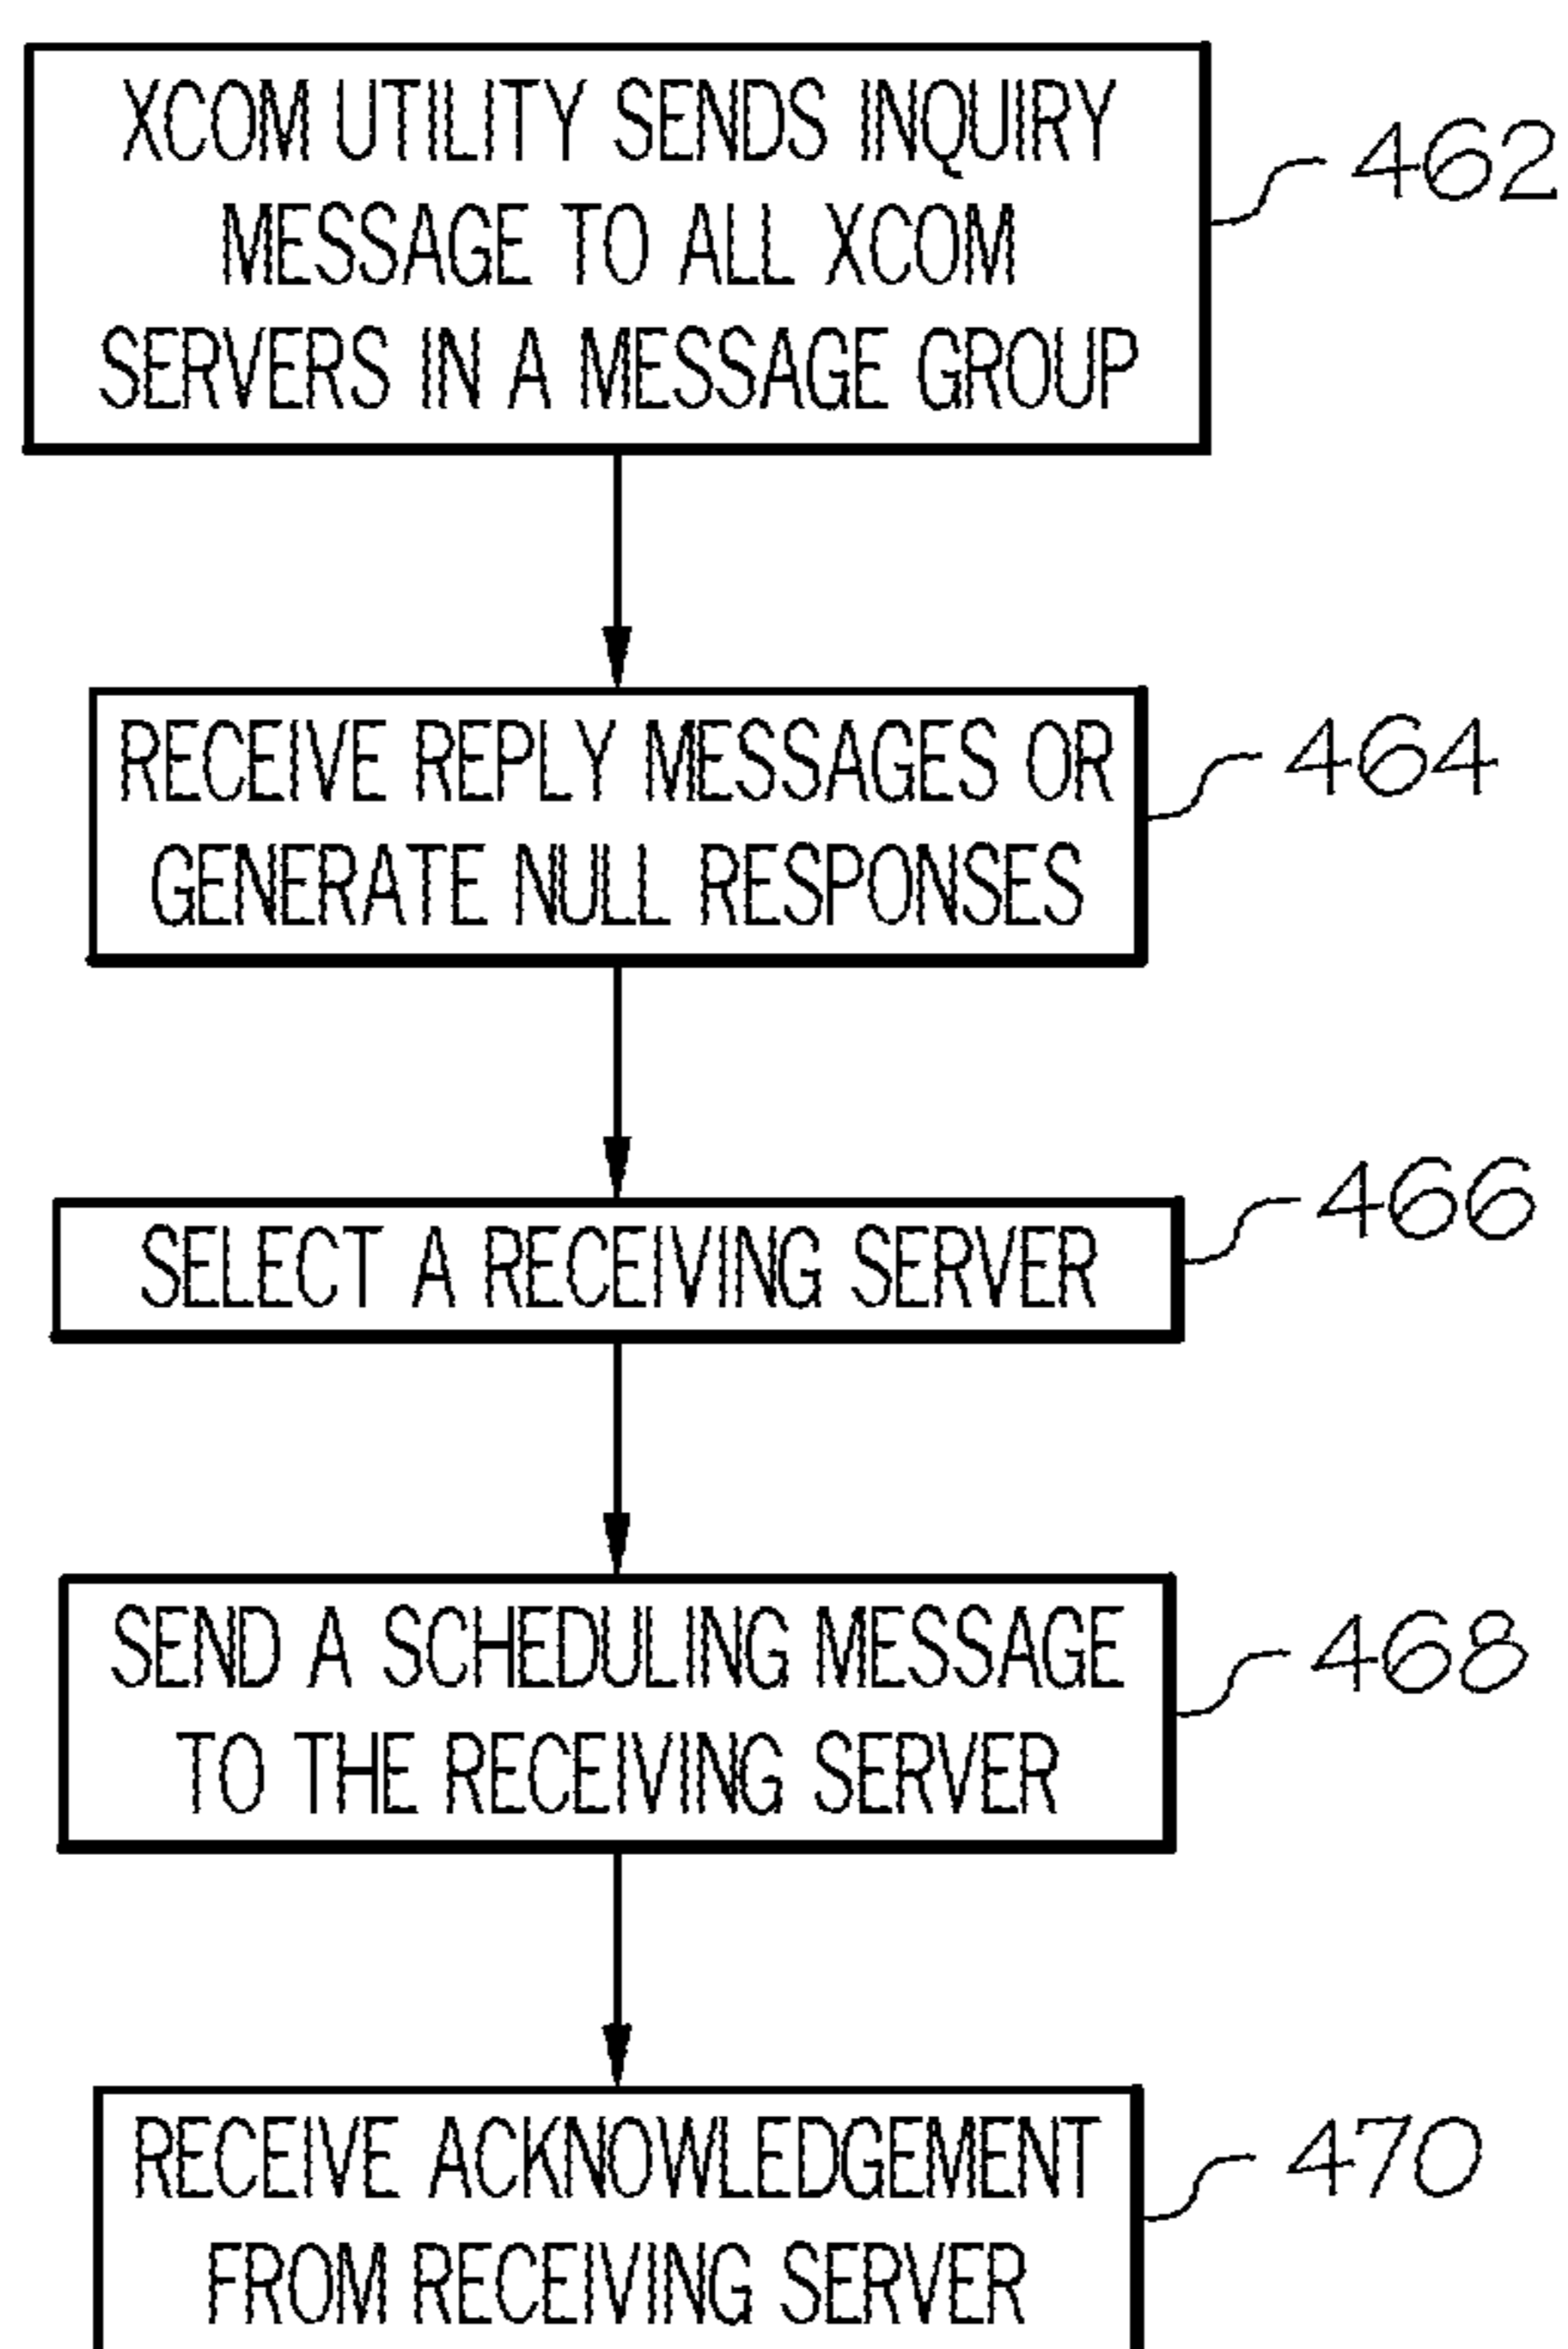 XCOM UTILITY SENDS INQUIRY
MESSAGE TO ALL XCOM
SERVERS IN A MESSAGE GROUP
462
RECEIVE REPLY MESSAGES OR
GENERATE NULL RESPONSES
464
SELECT A RECEIVING SERVER
466
SEND A SCHEDULING MESSAGE
TO THE RECEIVING SERVER
468
RECEIVE ACKNOWLEDGEMENT
FROM RECEIVING SERVER
470